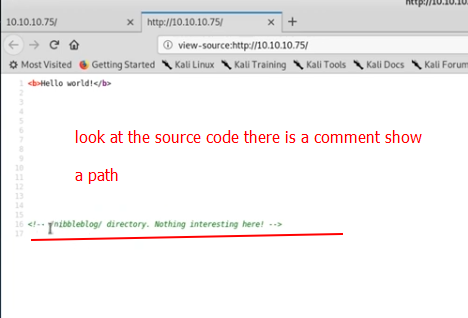 http://10.10.10
10.10.10.75/ × http://10.10.10.75/ ×
view-source:http://10.10.10.75/
Most Visited Getting Started Kali Linux Kali Training Kali Tools Kali Docs Kali Forum
1 <b>Hello world!</b>
2
3
4
5
6
7
8
9
10
11
12
13
14
15
look at the source code there is a comment show
a path
16 <!-- /nibbleblog/ directory. Nothing interesting here! -->
17